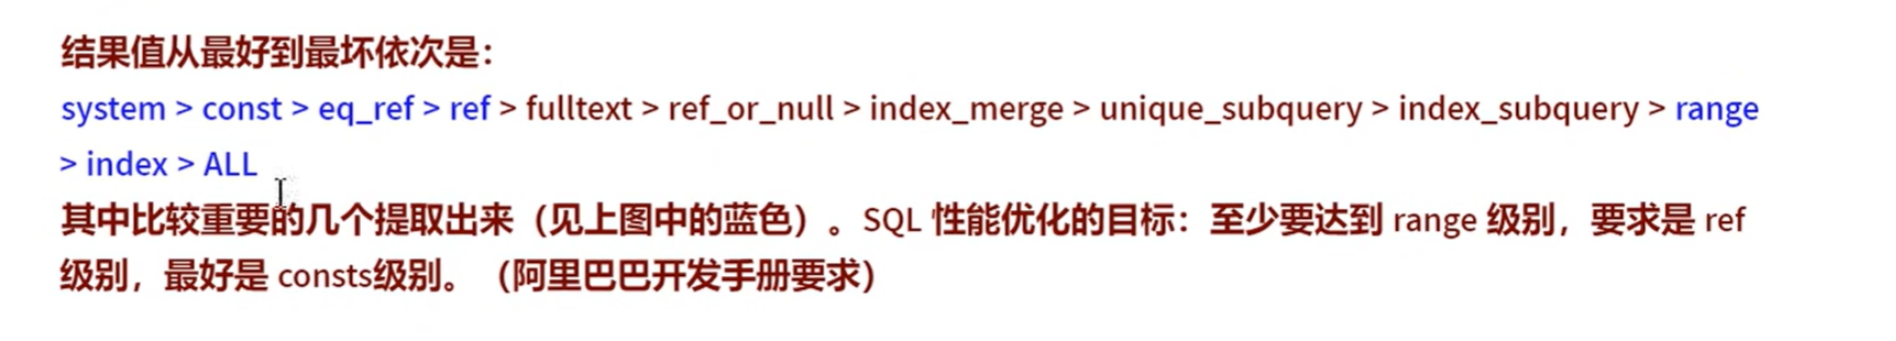 结果值从最好到最坏依次是：
system > const > eq_ref > ref > fulltext > ref_or_null > index_merge > unique_subquery > index_subquery > range
> index > ALL
其中比较重要的几个提取出来（见上图中的蓝色）。SQL 性能优化的目标：至少要达到 range 级别，要求是 ref
级别，最好是 consts级别。（阿里巴巴开发手册要求）